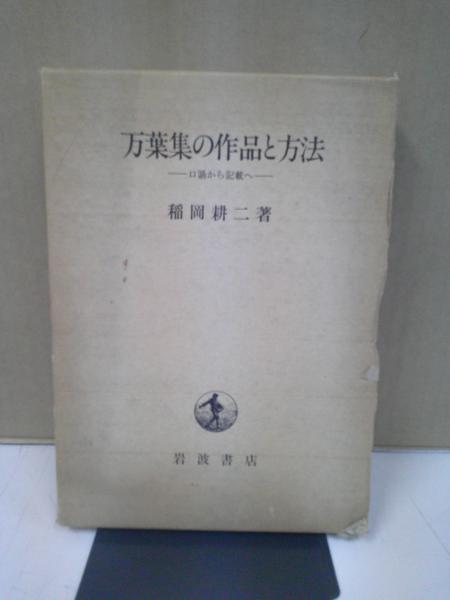 万葉集の作品と方法
―口誦から記載へ―
稲岡耕二著
岩波書店